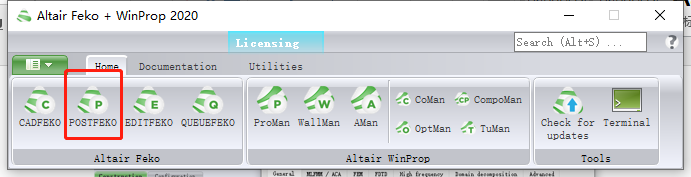 Altair Feko + WinProp 2020
Licensing
Search (Alt+S) ...
Home Documentation Utilities
C P E Q P W A C CP
CADFEKO POSTFEKO EDITFEKO QUEUEFEKO ProMan WallMan AMan CoMan CompoMan
O T
OptMan TuMan
Check for updates Terminal
Altair Feko Altair WinProp Tools
Construction Configuration General MLFMM / ACA FEM FDTD High frequency Domain decomposition Advanced